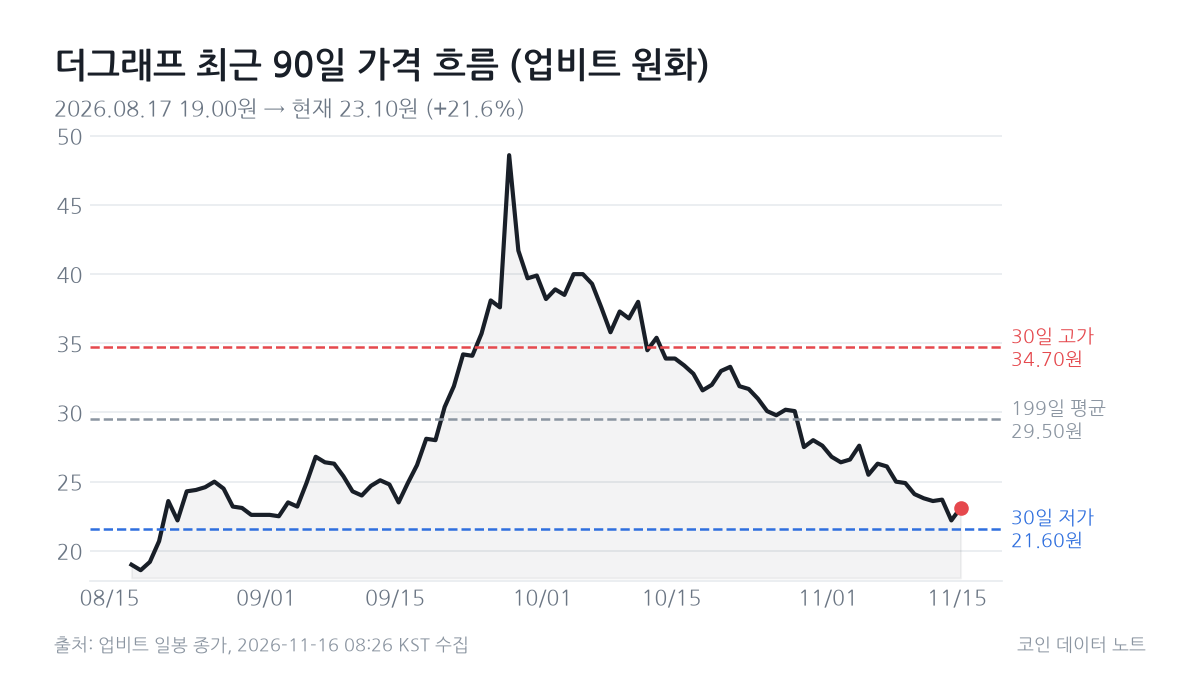 더그래프 최근 90일 가격 흐름 (업비트 원화)
2026.08.17 19.00원 → 현재 23.10원 (+21.6%)
50
45
40
35
30
25
20
30일 고가
34.70원
199일 평균
29.50원
30일 저가
21.60원
08/15 09/01 09/15 10/01 10/15 11/01 11/15
출처: 업비트 일봉 종가, 2026-11-16 08:26 KST 수집
코인 데이터 노트